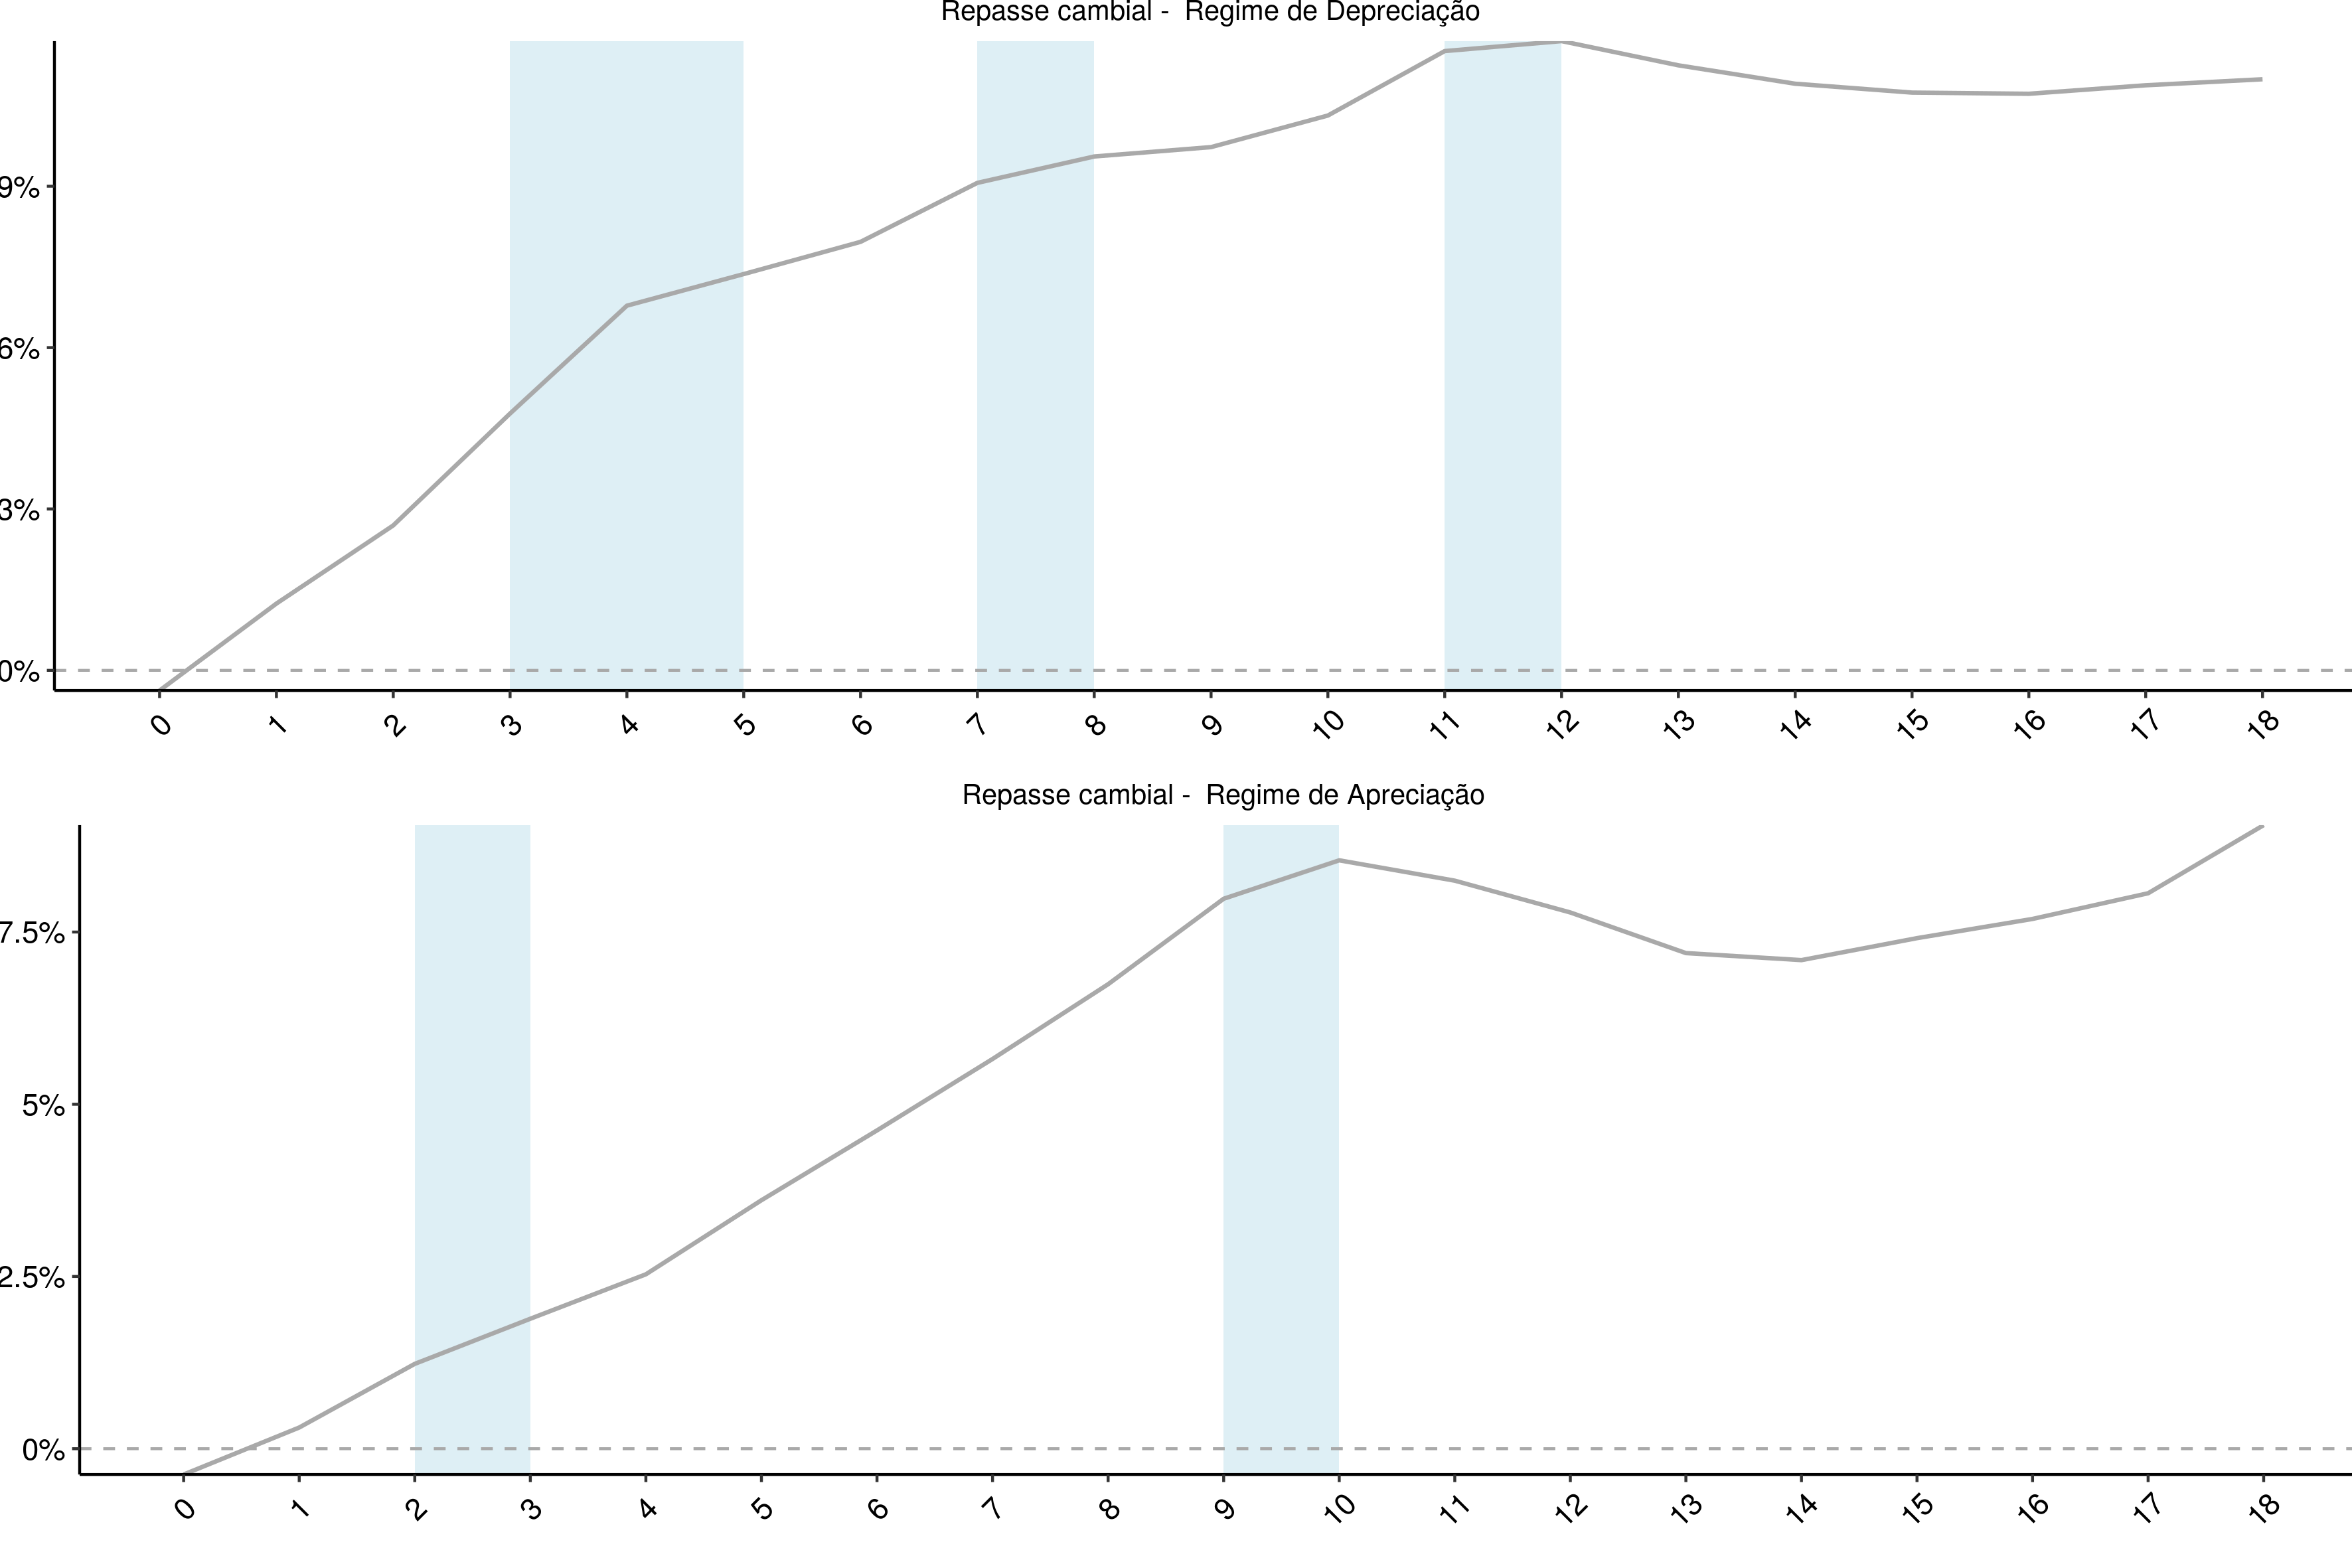 Repasse cambial -  Regime de Depreciação
9%
6%
3%
0%
0 1 2 3 4 5 6 7 8 9 10 11 12 13 14 15 16 17 18
Repasse cambial -  Regime de Apreciação
7.5%
5%
2.5%
0%
0 1 2 3 4 5 6 7 8 9 10 11 12 13 14 15 16 17 18